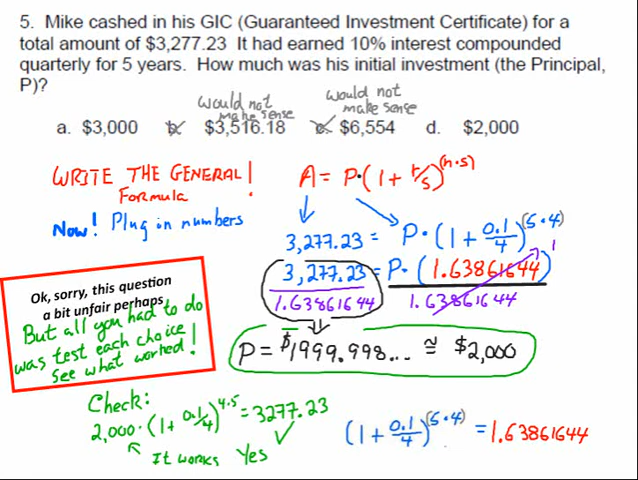 5. Mike cashed in his GIC (Guaranteed Investment Certificate) for a
total amount of $3,277.23 It had earned 10% interest compounded
quarterly for 5 years. How much was his initial investment (the Principal,
P)?
would not
make sense
would not
make sense
a. $3,000 b. $3,516.18 c. $6,554 d. $2,000
WRITE THE GENERAL!
Formula
A = P·(1 + r/s)^(n·s)
Now! Plug in numbers
3,277.23 = P·(1 + 0.1/4)^(5·4)
3,277.23 = P·(1.63861644)
1.63861644 1.63861644 1
Ok, sorry, this question
a bit unfair perhaps
But all you had to do
was test each choice
see what worked!
P = $1999.998... ≅ $2,000
Check:
2,000·(1 + 0.1/4)^4·5 = 3277.23
It works Yes
(1 + 0.1/4)^(5·4) = 1.63861644